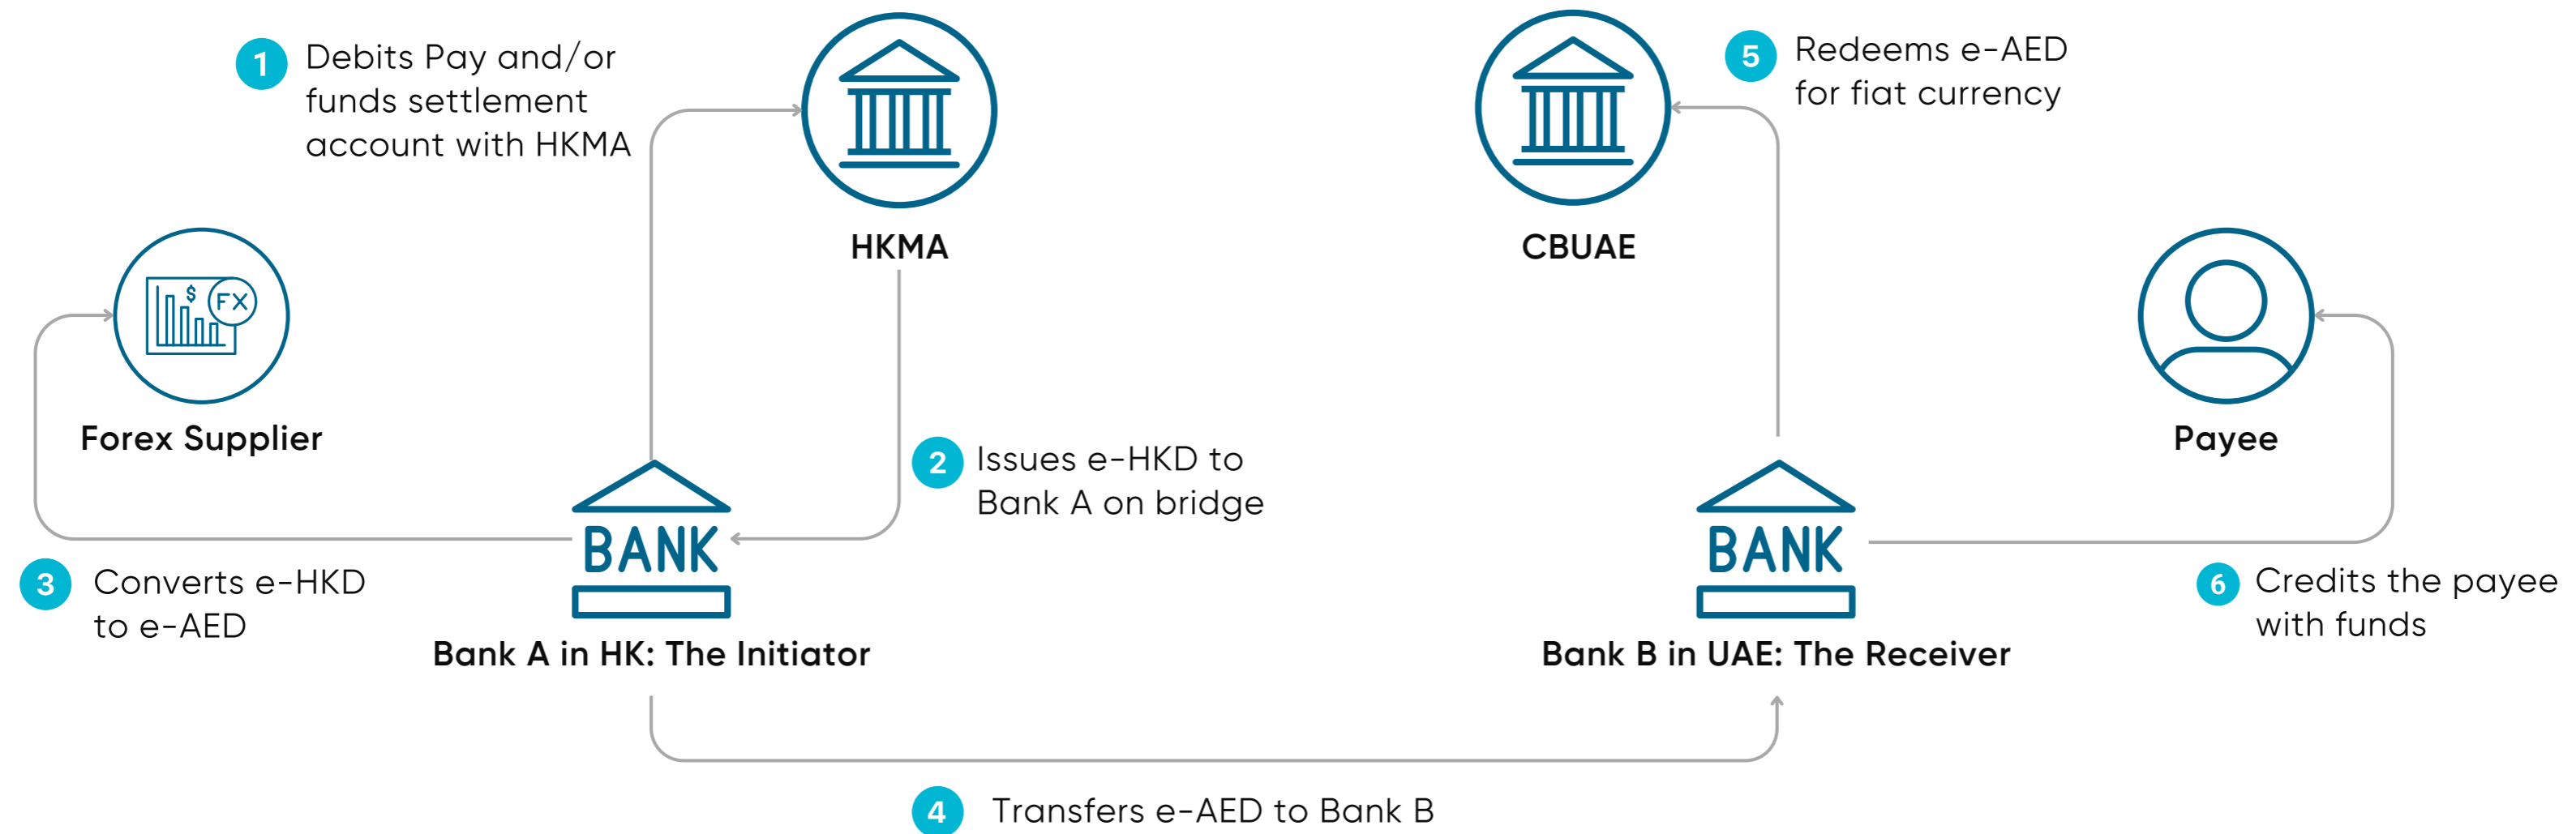 1
Debits Pay and/or
funds settlement
account with HKMA
HKMA
2
Issues e-HKD to
Bank A on bridge
$
FX
Forex Supplier
3
Converts e-HKD
to e-AED
BANK
Bank A in HK: The Initiator
4
Transfers e-AED to Bank B
CBUAE
5
Redeems e-AED
for fiat currency
BANK
Bank B in UAE: The Receiver
Payee
6
Credits the payee
with funds